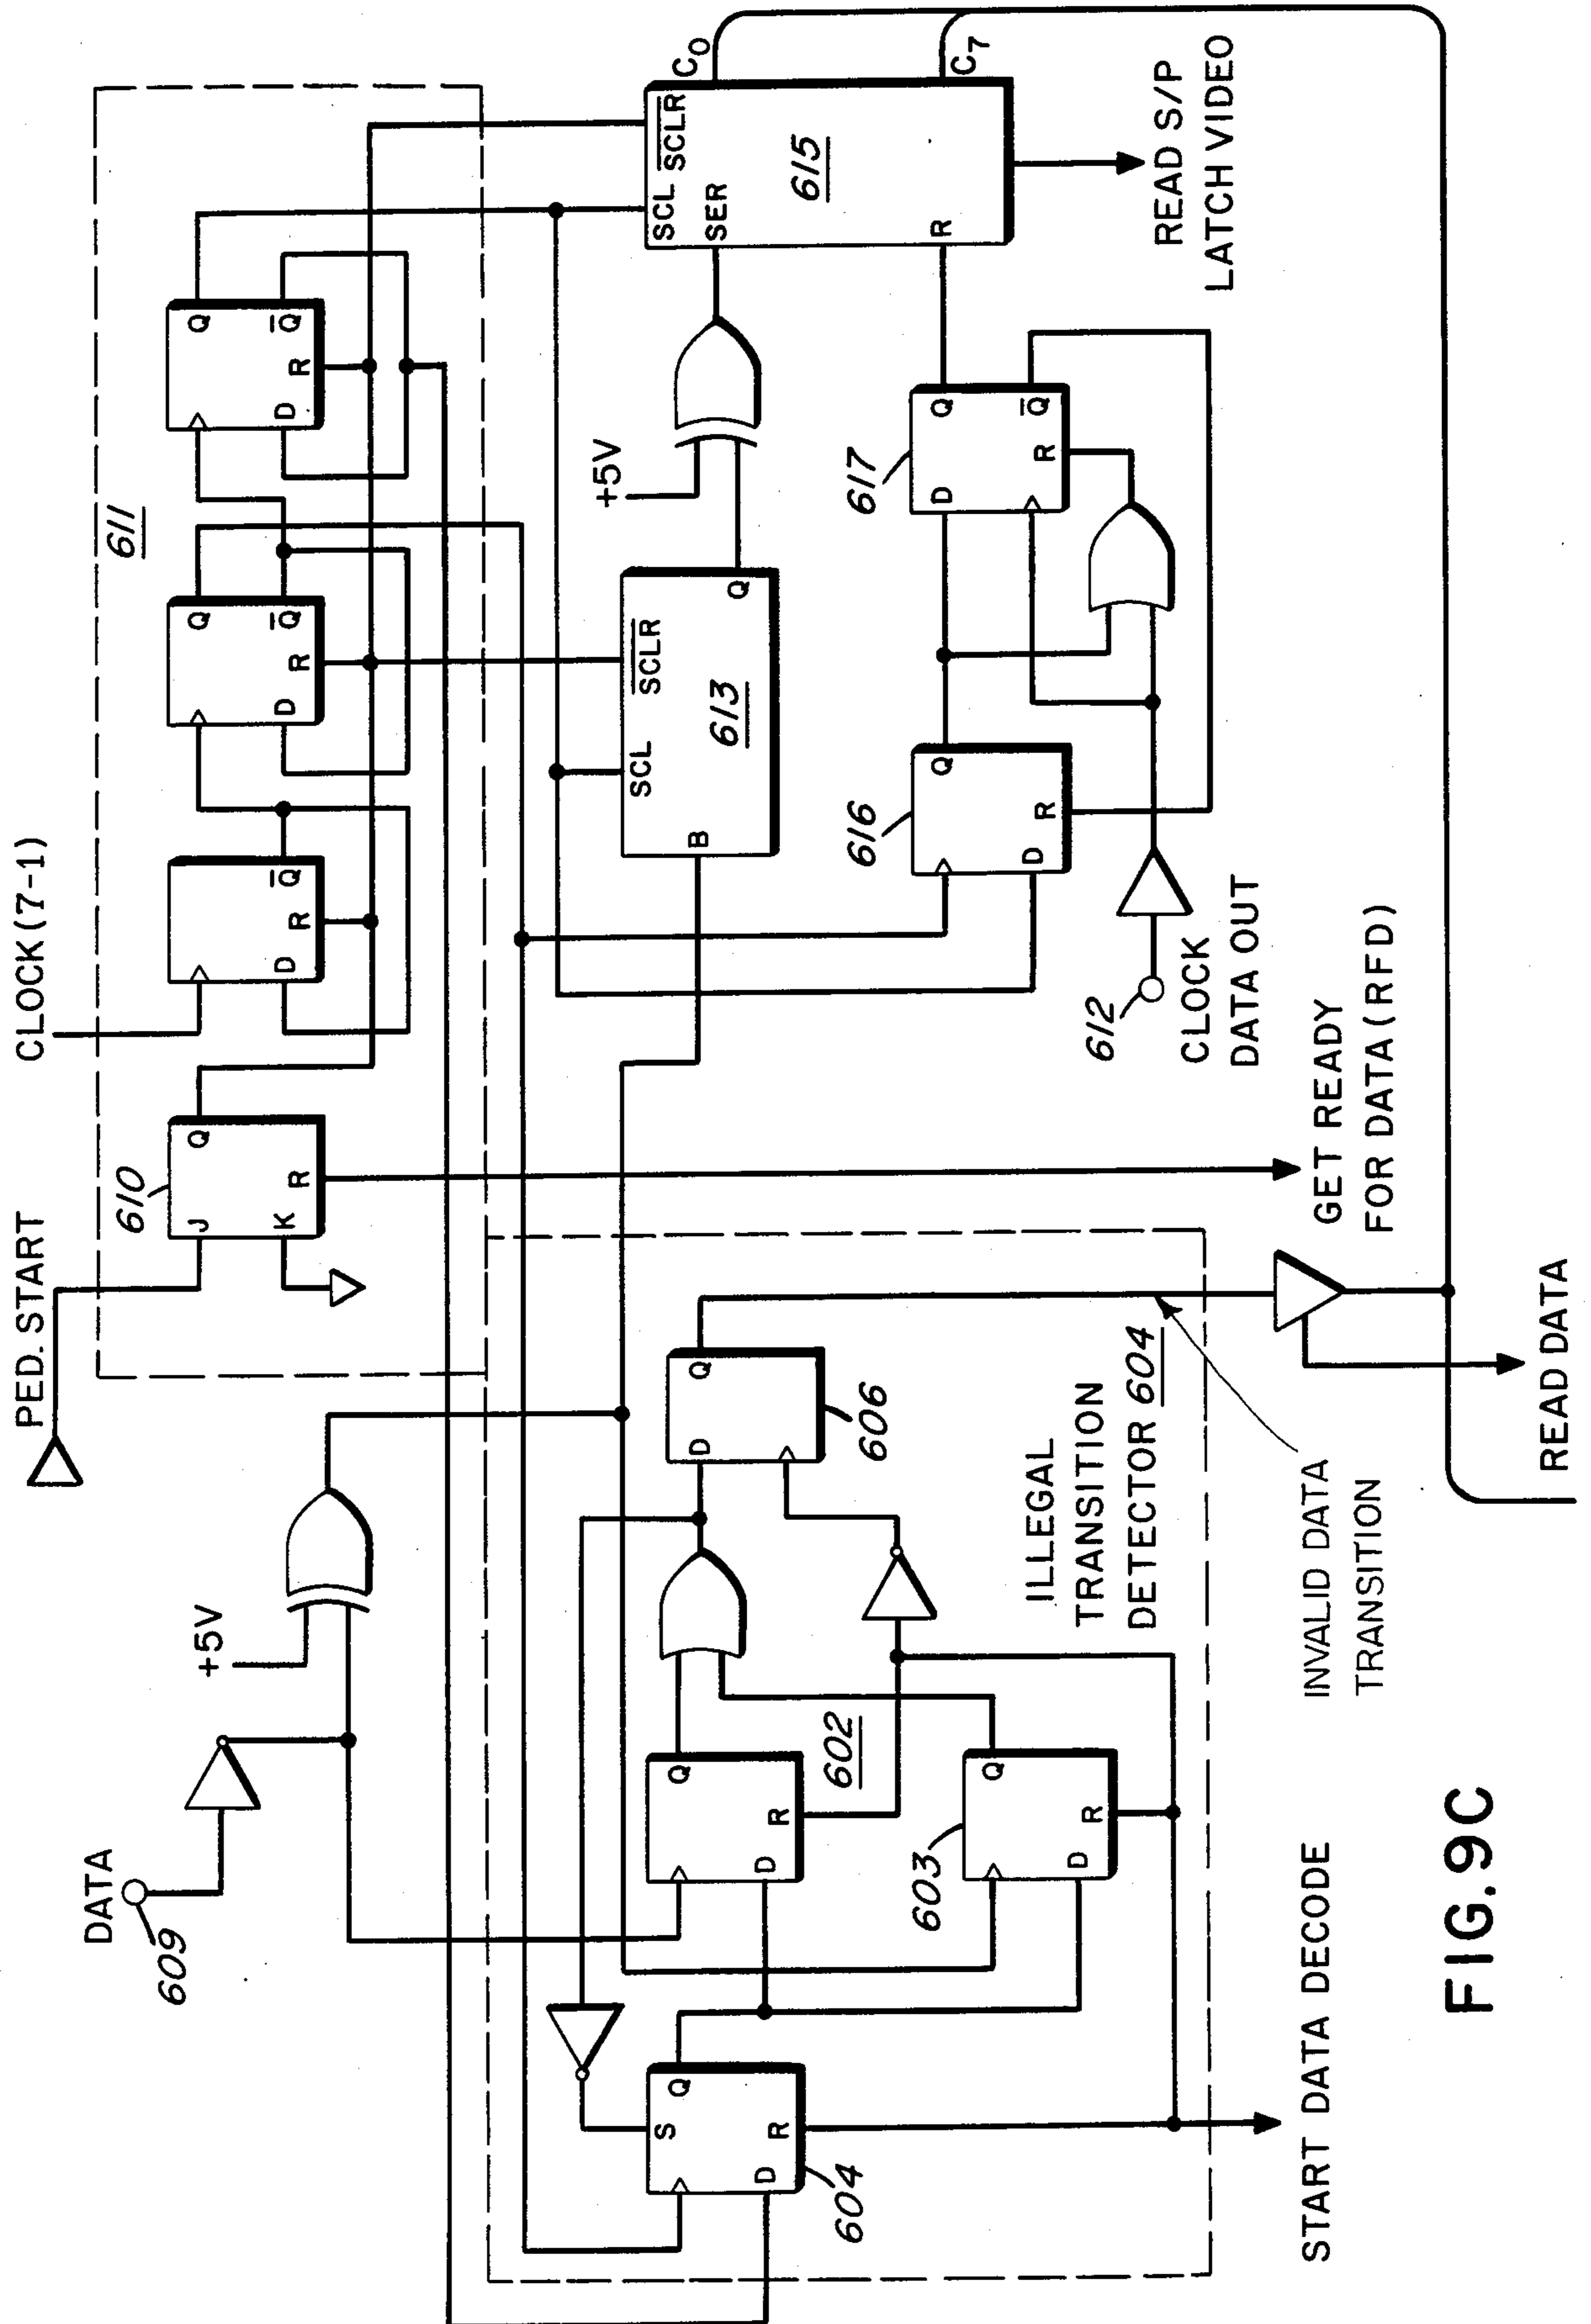 PED. START
CLOCK (7-1)
DATA
609
+5V
610
J
K
Q
R
D
R
Q̅
611
D
R
Q
Q̅
D
R
Q
Q̅
613
B
SCL
S̅C̅L̅R̅
Q
+5V
615
SCL
S̅C̅L̅R̅
SER
R
C0
C7
READ S/P
LATCH VIDEO
616
D
R
Q
617
D
R
Q
Q̅
612
CLOCK
DATA OUT
GET READY
FOR DATA (RFD)
604
S
D
R
Q
602
D
R
Q
603
D
R
Q
606
D
Q
ILLEGAL
TRANSITION
DETECTOR 604
INVALID DATA
TRANSITION
READ DATA
START DATA DECODE
FIG. 9C